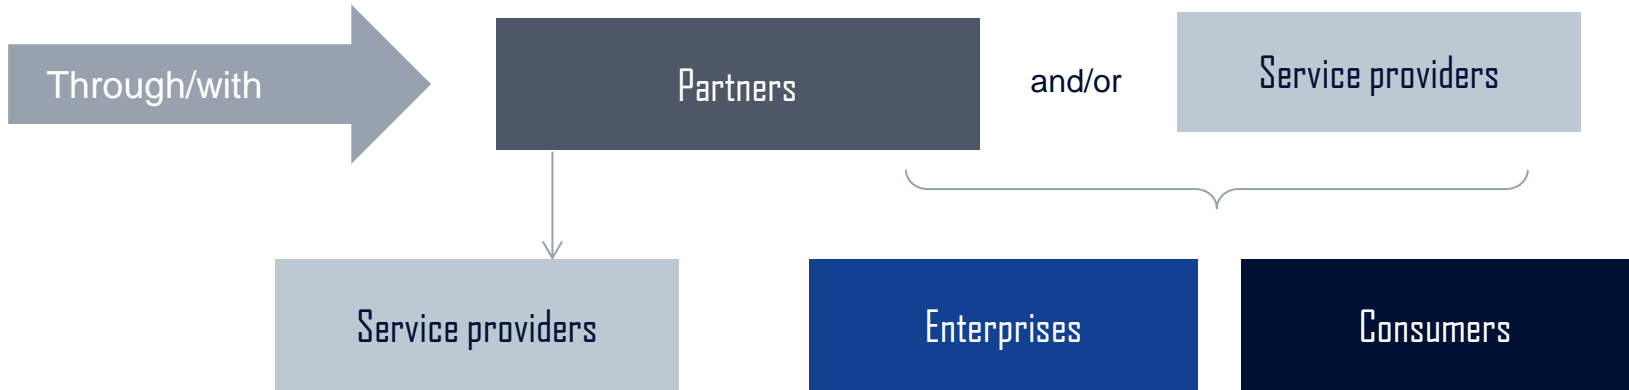 Through/with
Partners
and/or
Service providers
Service providers
Enterprises
Consumers